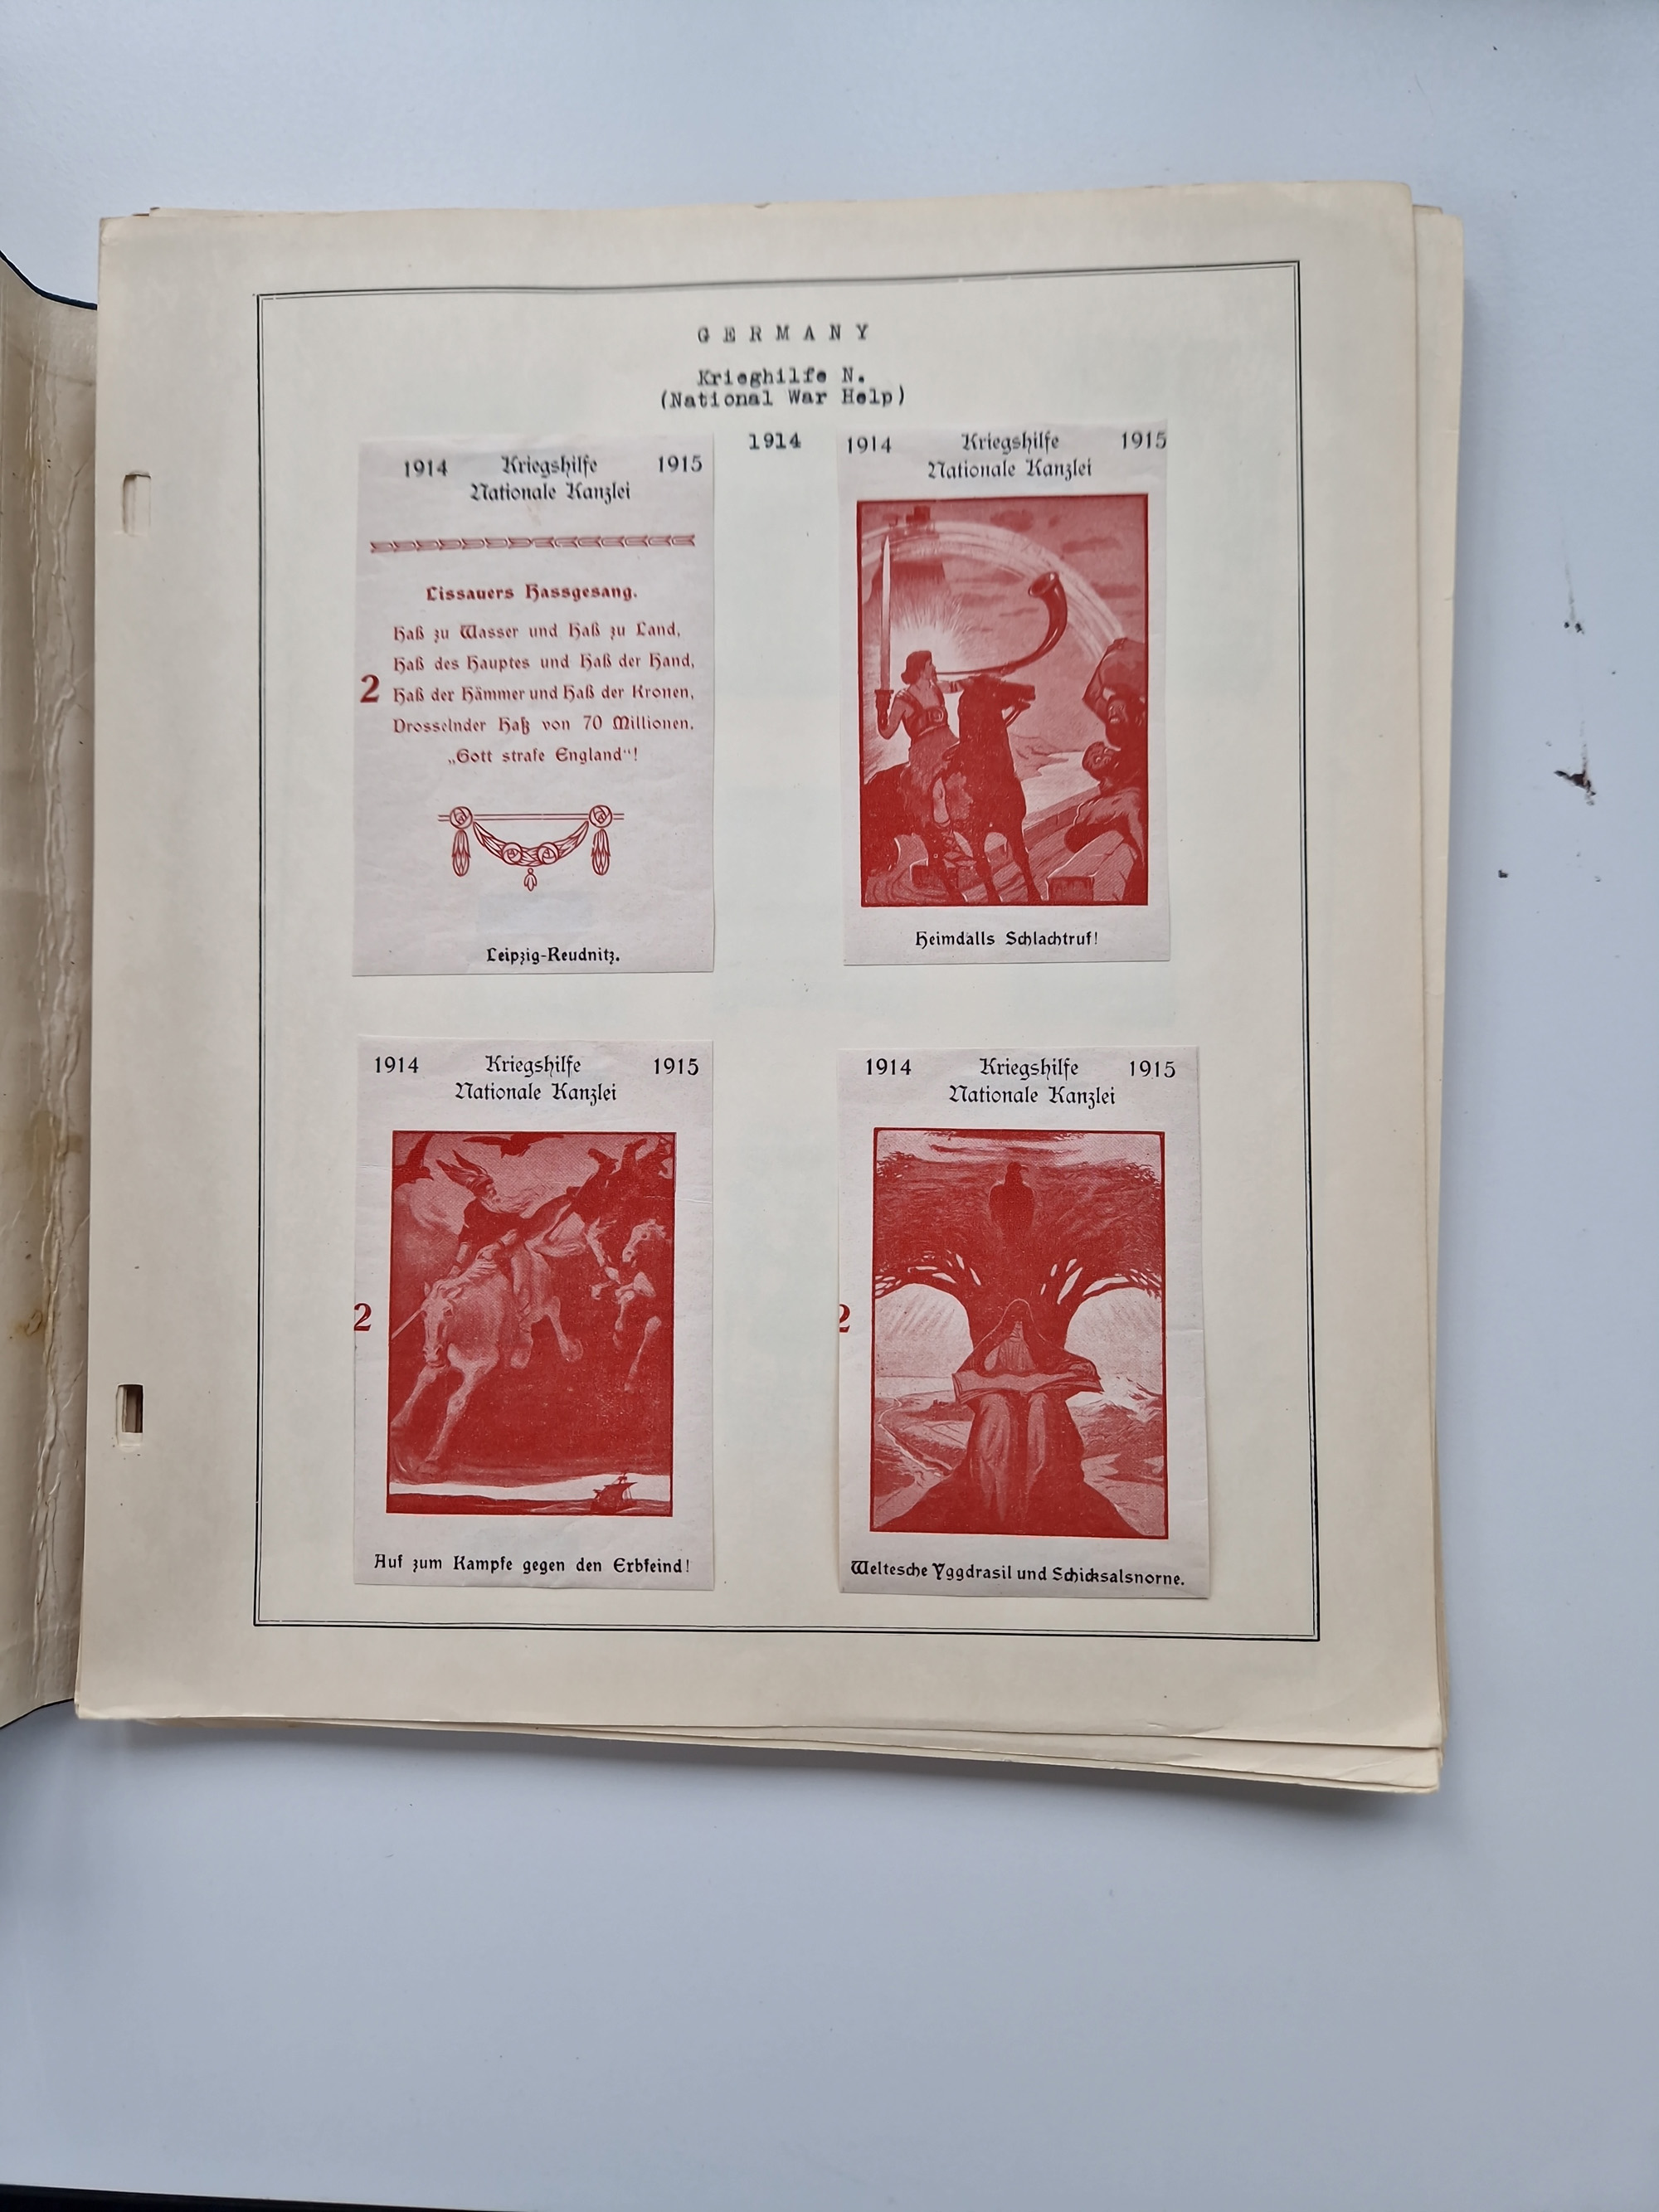 GERMANY
Krieghilfe N.
(National War Help)
1914
1914 Kriegshilfe 1915
Nationale Kanzlei
Lissauers Hassgesang.
Haß zu Wasser und Haß zu Land,
Haß des Hauptes und Haß der Hand,
2 Haß der Hämmer und Haß der Kronen,
Drosselnder Haß von 70 Millionen.
„Gott strafe England“!
Leipzig-Reudnitz.
1914 Kriegshilfe 1915
Nationale Kanzlei
Heimdalls Schlachtruf!
1914 Kriegshilfe 1915
Nationale Kanzlei
2
Auf zum Kampfe gegen den Erbfeind!
1914 Kriegshilfe 1915
Nationale Kanzlei
2
Weltesche Yggdrasil und Schicksalsnorne.